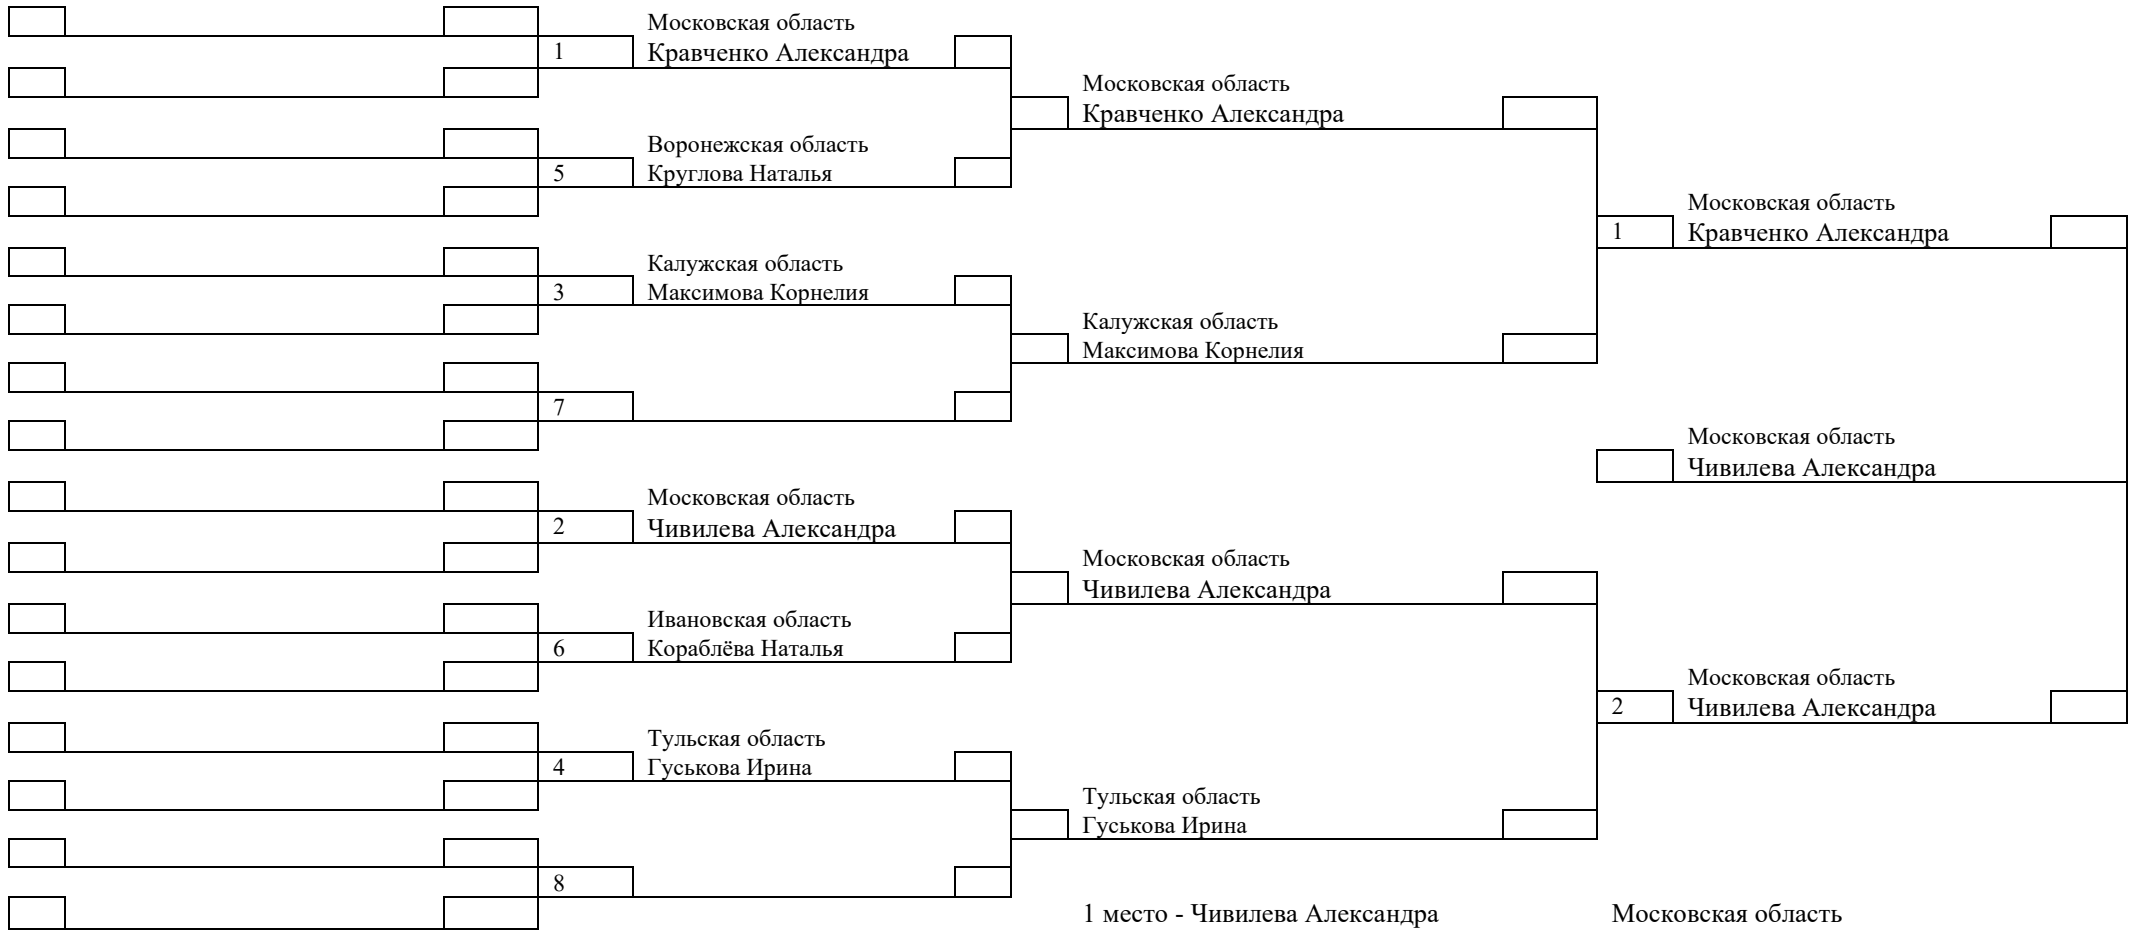 Московская область
1 Кравченко Александра
Московская область
Кравченко Александра
Воронежская область
5 Круглова Наталья
Московская область
1 Кравченко Александра
Калужская область
3 Максимова Корнелия
Калужская область
Максимова Корнелия
7
Московская область
Чивилева Александра
Московская область
2 Чивилева Александра
Московская область
Чивилева Александра
Ивановская область
6 Кораблёва Наталья
Московская область
2 Чивилева Александра
Тульская область
4 Гуськова Ирина
Тульская область
Гуськова Ирина
8
1 место - Чивилева Александра Московская область